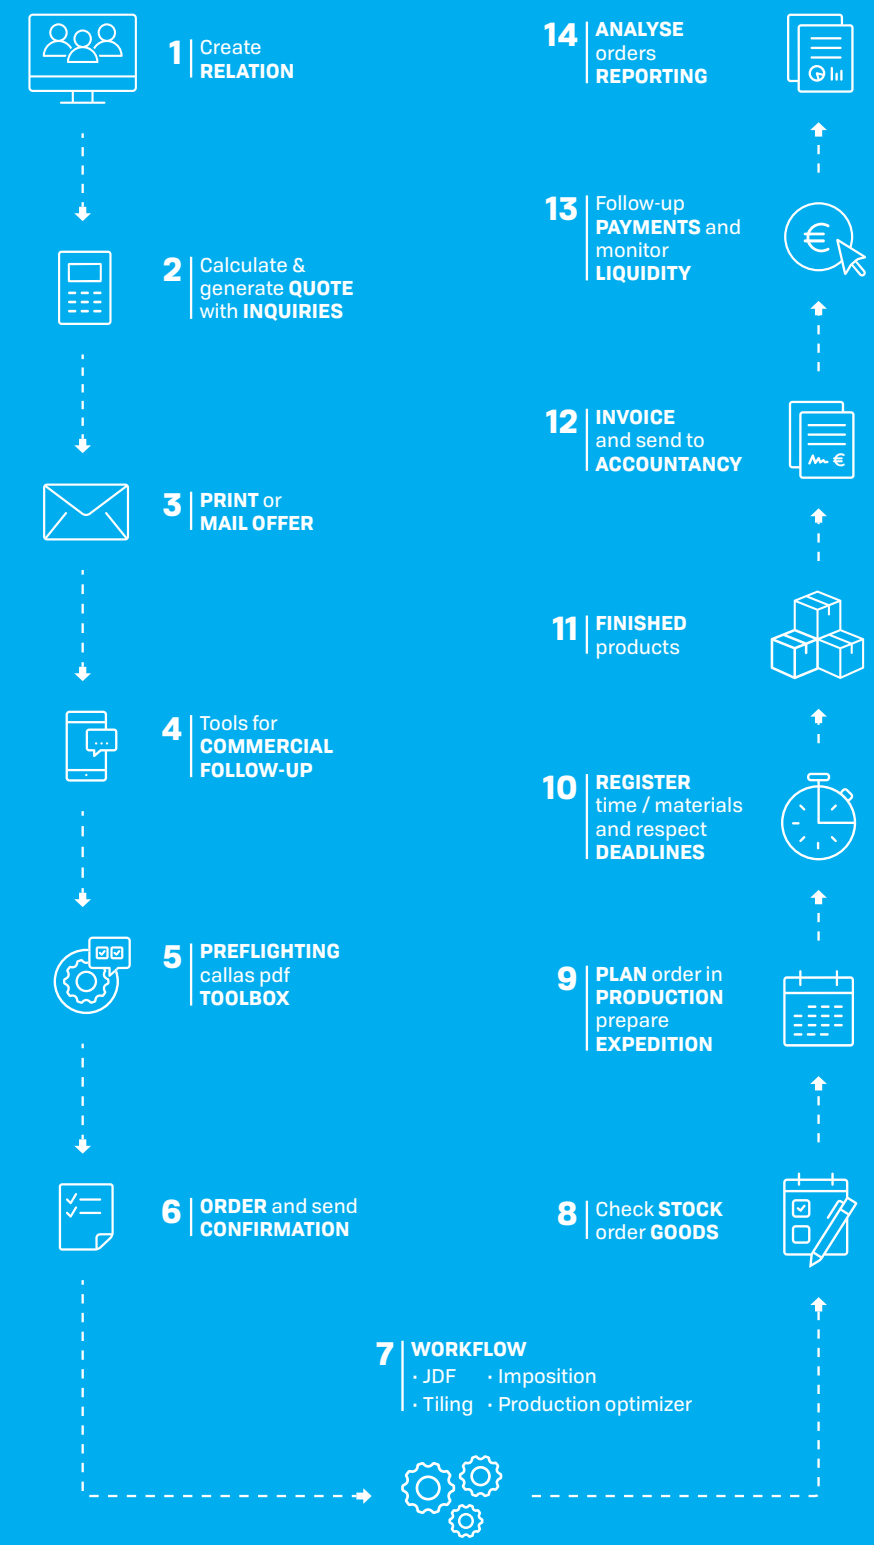 1
Create
RELATION
2
Calculate &
generate QUOTE
with INQUIRIES
3
PRINT or
MAIL OFFER
4
Tools for
COMMERCIAL
FOLLOW-UP
5
PREFLIGHTING
callas pdf
TOOLBOX
6
ORDER and send
CONFIRMATION
7
WORKFLOW
· JDF · Imposition
· Tiling · Production optimizer
8
Check STOCK
order GOODS
9
PLAN order in
PRODUCTION
prepare
EXPEDITION
10
REGISTER
time / materials
and respect
DEADLINES
11
FINISHED
products
12
INVOICE
and send to
ACCOUNTANCY
€
13
Follow-up
PAYMENTS and
monitor
LIQUIDITY
€
14
ANALYSE
orders
REPORTING